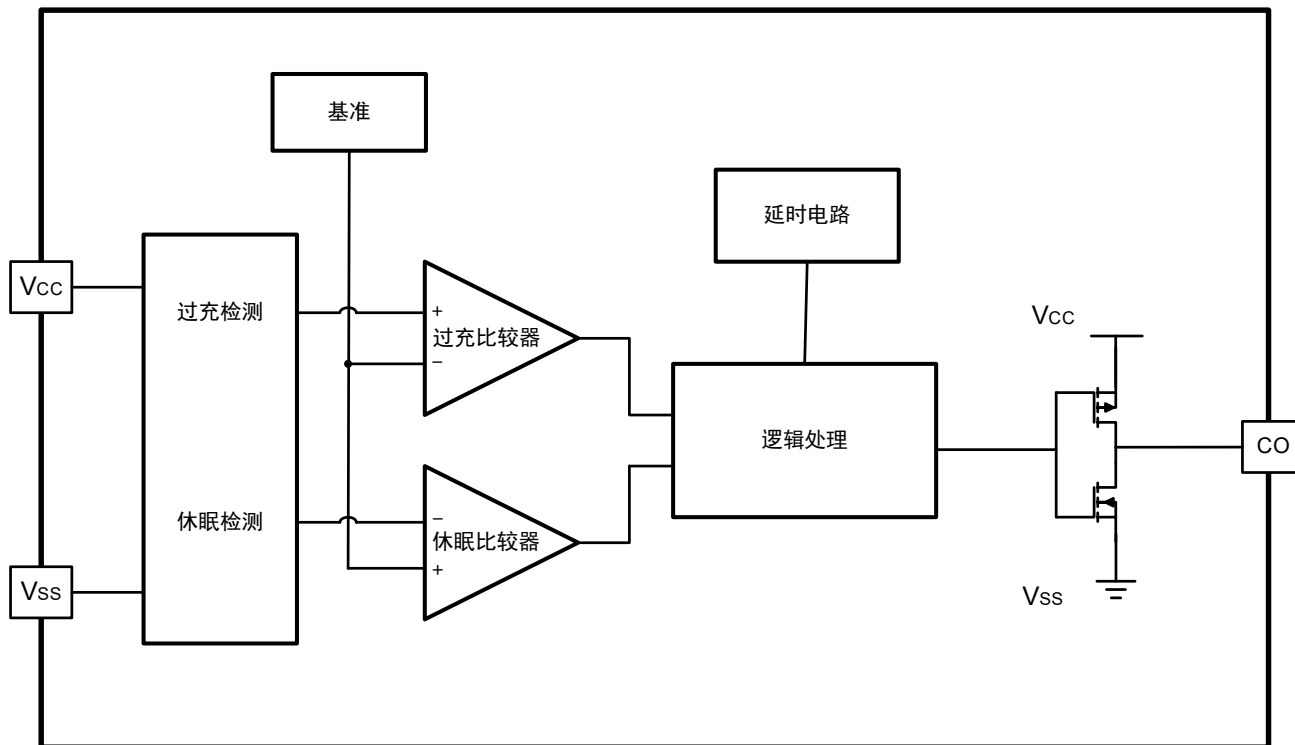 基准
延时电路
VCC
过充检测
+
过充比较器
−
VCC
逻辑处理
CO
休眠检测
−
休眠比较器
+
VSS
VSS